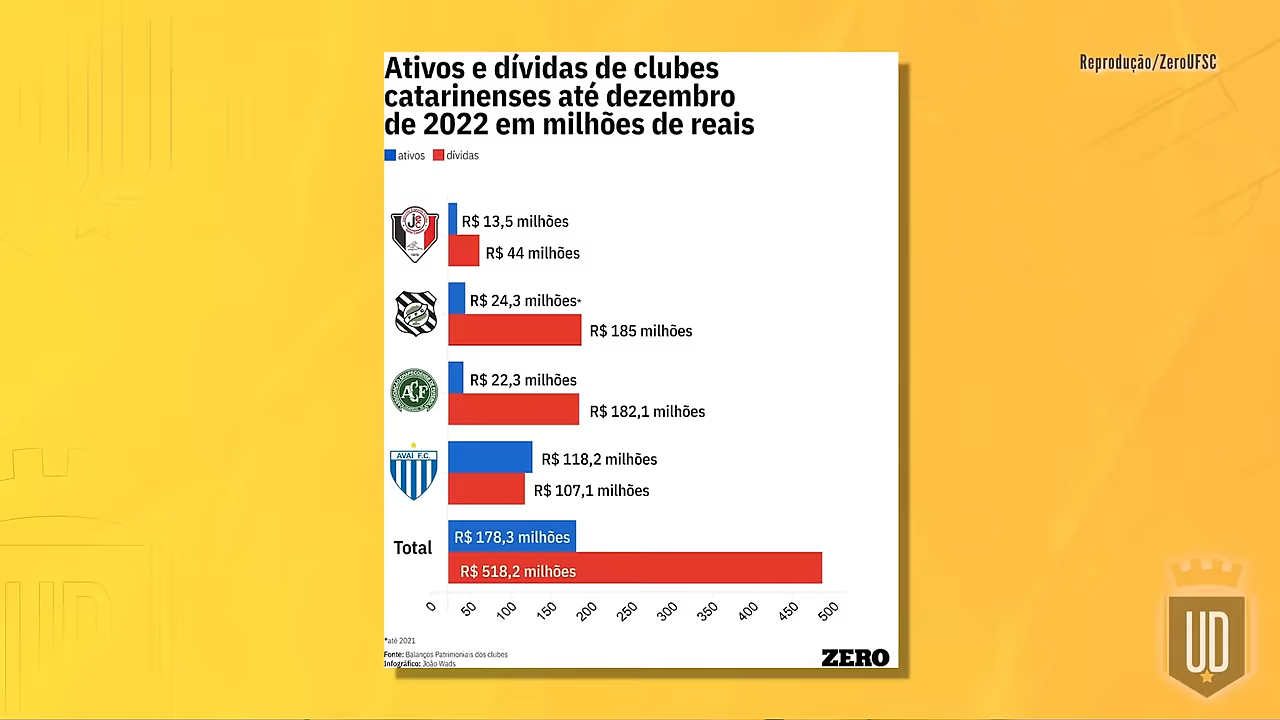 Reprodução/ZeroUFSC
Ativos e dívidas de clubes
catarinenses até dezembro
de 2022 em milhões de reais
ativos dívidas
JEC
R$ 13,5 milhões
R$ 44 milhões
R$ 24,3 milhões*
R$ 185 milhões
ACF
R$ 22,3 milhões
R$ 182,1 milhões
AVAÍ F.C.
R$ 118,2 milhões
R$ 107,1 milhões
Total
R$ 178,3 milhões
R$ 518,2 milhões
0 50 100 150 200 250 300 350 400 450 500
*até 2021
Fonte: Balanços Patrimoniais dos clubes
Infográfico: João Wads
ZERO
UD